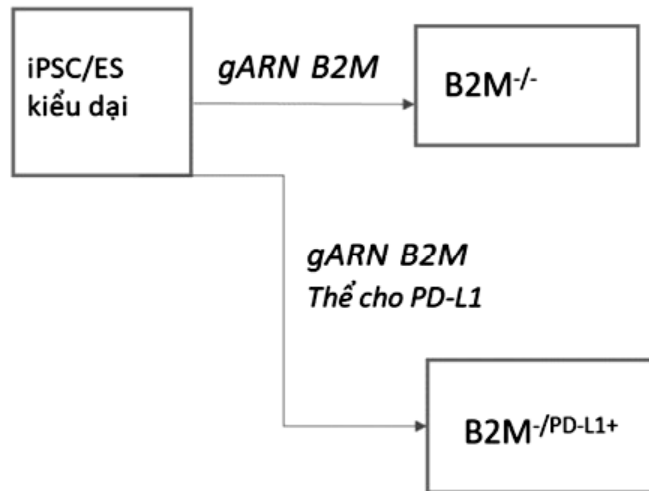 iPSC/ES
kiểu dại
gARN B2M
B2M-/-
gARN B2M
Thể cho PD-L1
B2M-/PD-L1+